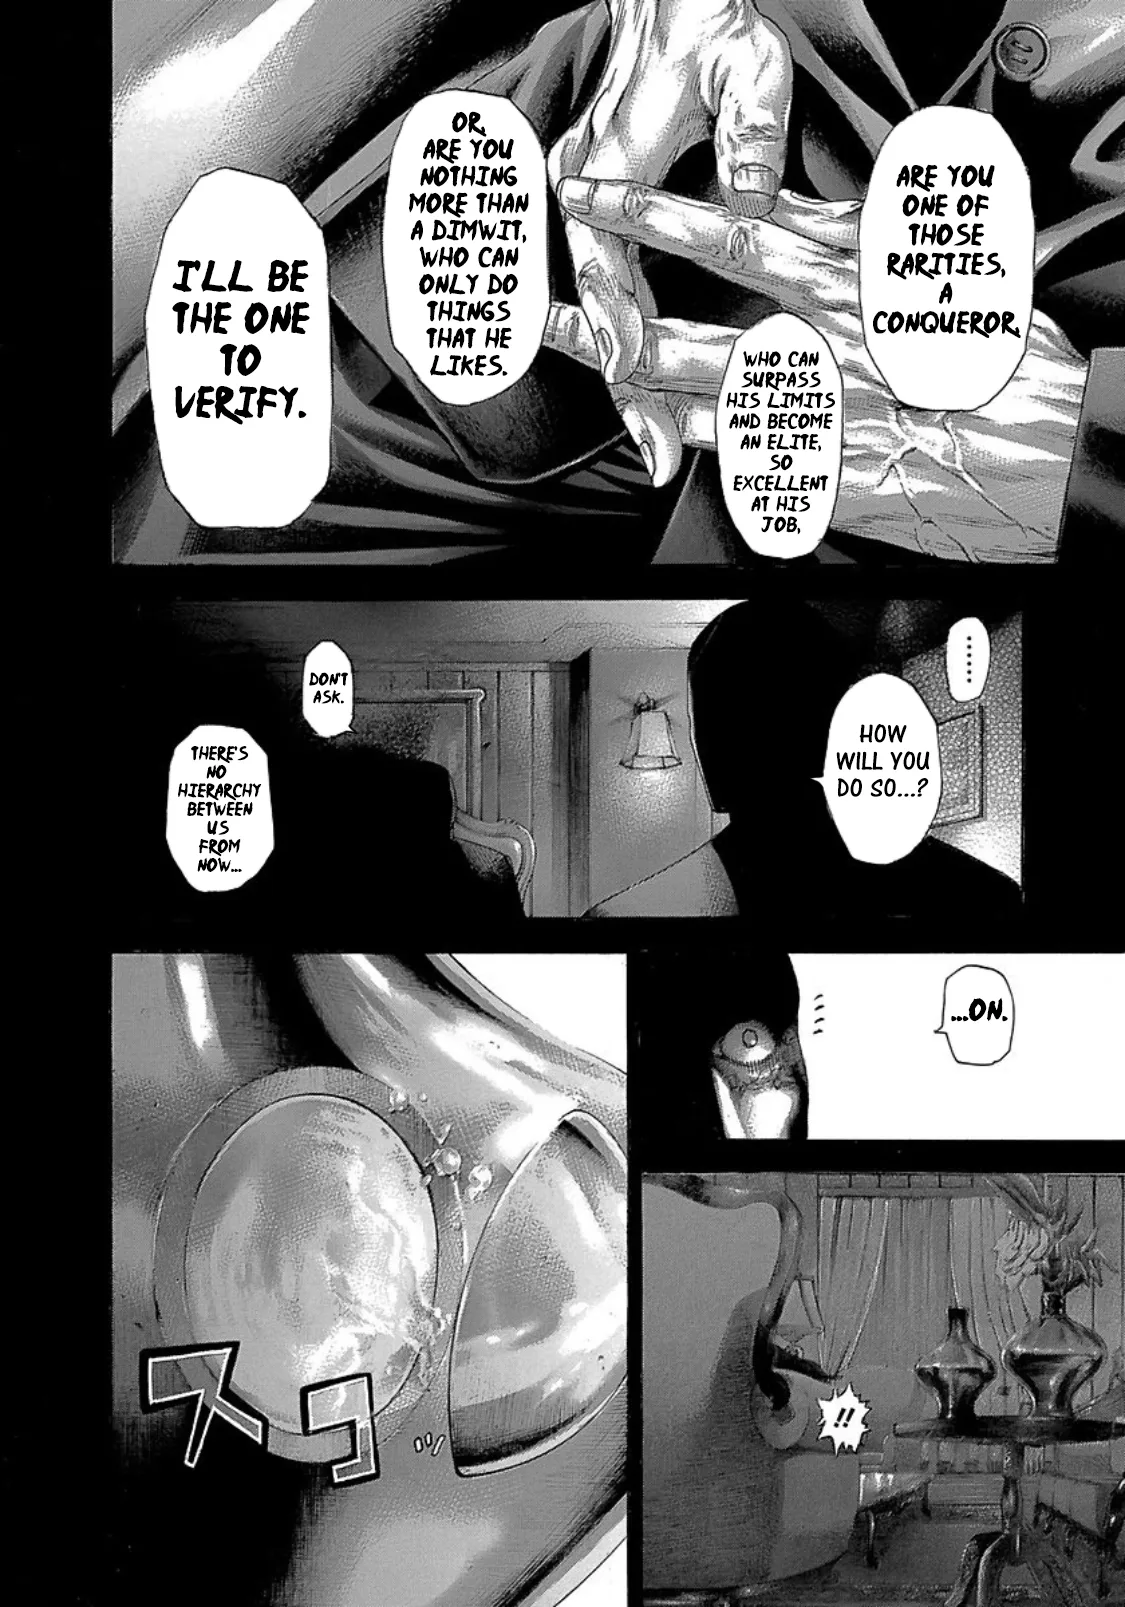 ARE YOU
ONE OF
THOSE
RARITIES,
A
CONQUEROR,
WHO CAN
SURPASS
HIS LIMITS
AND BECOME
AN ELITE,
SO
EXCELLENT
AT HIS
JOB,
OR,
ARE YOU
NOTHING
MORE THAN
A DIMWIT,
WHO CAN
ONLY DO
THINGS
THAT HE
LIKES.
I'LL BE
THE ONE
TO
VERIFY.
.......
HOW
WILL YOU
DO SO...?
DON'T
ASK.
THERE'S
NO
HIERARCHY
BETWEEN
US
FROM
NOW...
...ON.
!!
ズコッ